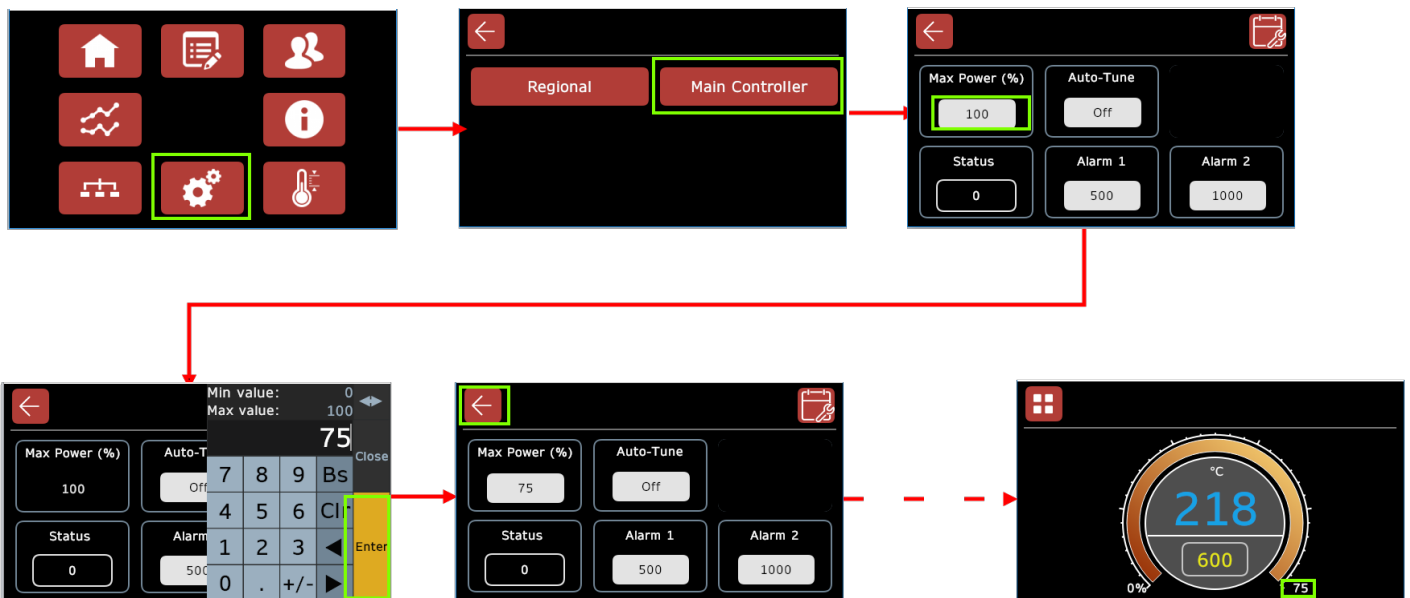 Regional
Main Controller
Max Power (%)
Auto-Tune
100
Off
Status
Alarm 1
Alarm 2
0
500
1000
Max Power (%)
Auto-T
100
Off
Status
Alarm
0
500
Min value: 0
Max value: 100
75
Close
7 8 9 Bs
4 5 6 Clr
1 2 3
Enter
0 . +/-
Max Power (%)
Auto-Tune
75
Off
Status
Alarm 1
Alarm 2
0
500
1000
°C
218
600
0%
75